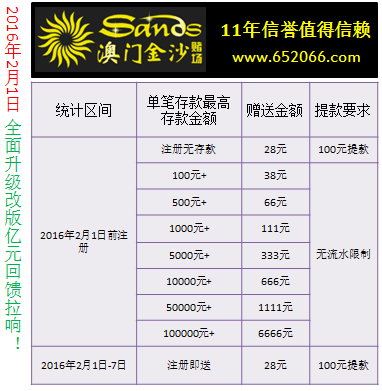 2016年2月1日 全面升级改版亿元回馈拉响！
Sands
澳门金沙赌场
11年信誉值得信赖
www.652066.com
统计区间 单笔存款最高存款金额 赠送金额 提款要求
2016年2月1日前注册 注册无存款 28元 100元提款
100元+ 38元 无流水限制
500元+ 66元
1000元+ 111元
5000元+ 333元
10000元+ 666元
50000元+ 1111元
100000元+ 6666元
2016年2月1日-7日 注册即送 28元 100元提款